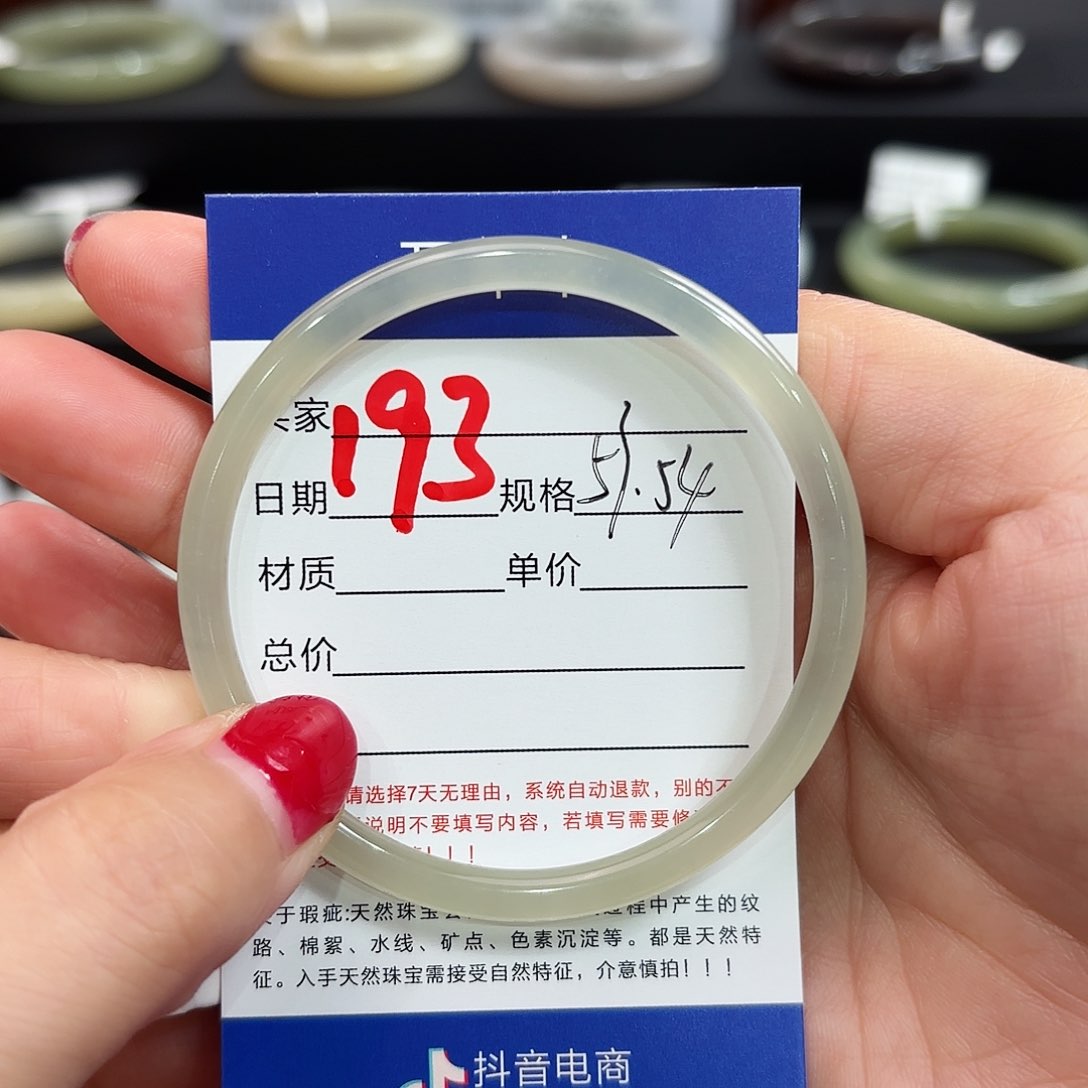 家 193
日期 规格 51.54
材质 单价
总价
请选择7天无理由，系统自动退款，别的不
说明不要填写内容，若填写需要修
！！！
于瑕疵:天然珠宝 过程中产生的纹
路、棉絮、水线、矿点、色素沉淀等。都是天然特
征。入手天然珠宝需接受自然特征，介意慎拍！！！
抖音电商